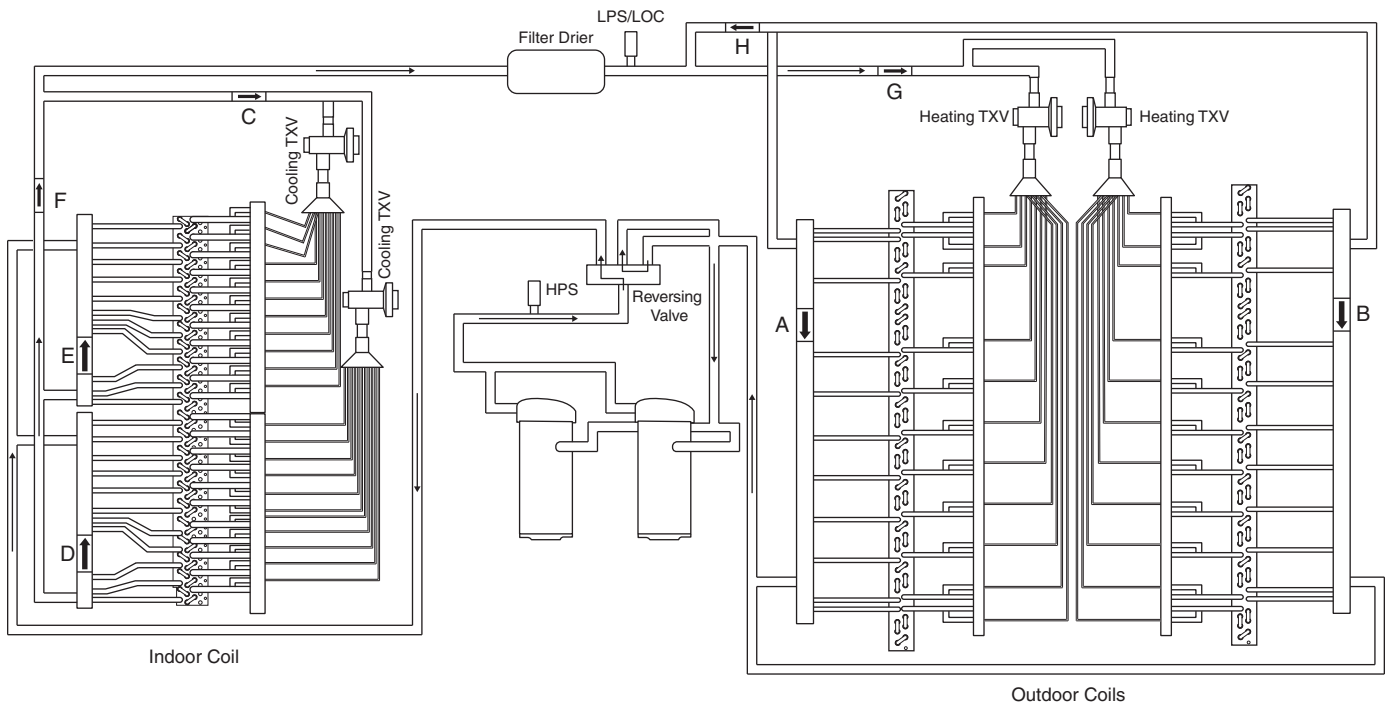 LPS/LOC
Filter Drier
H
G
C
Heating TXV
Heating TXV
Cooling TXV
Cooling TXV
F
HPS
Reversing
Valve
A
B
E
D
Indoor Coil
Outdoor Coils